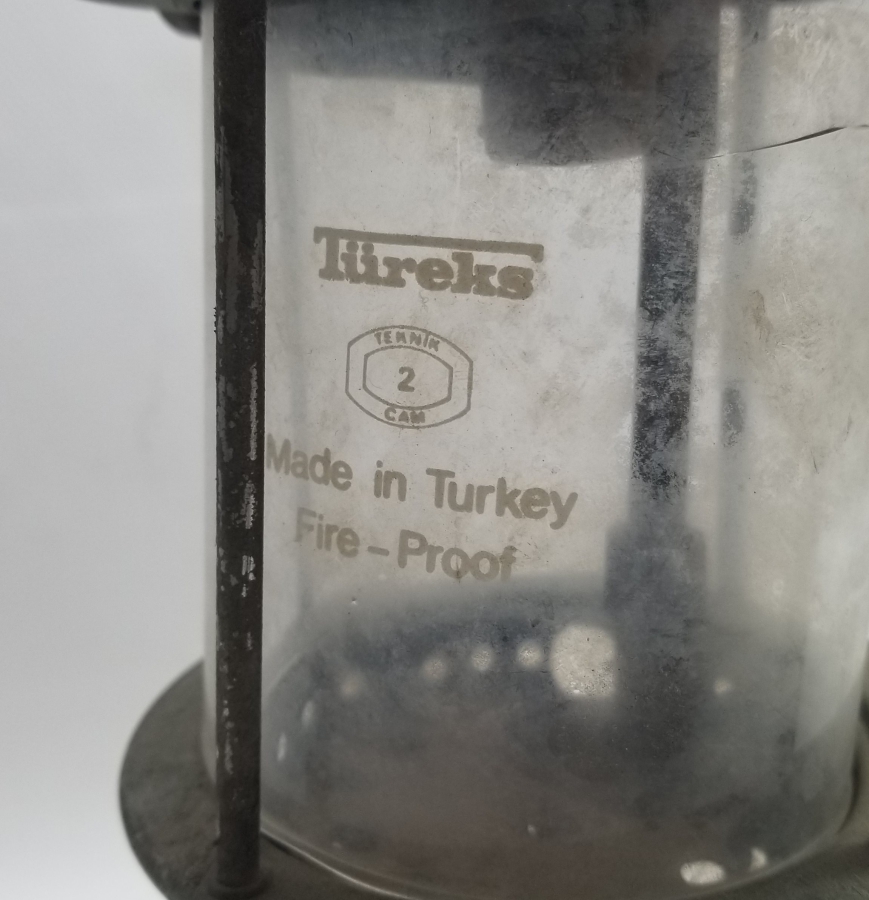 Türeks
TEKNİK
2
CAM
Made in Turkey
Fire-Proof